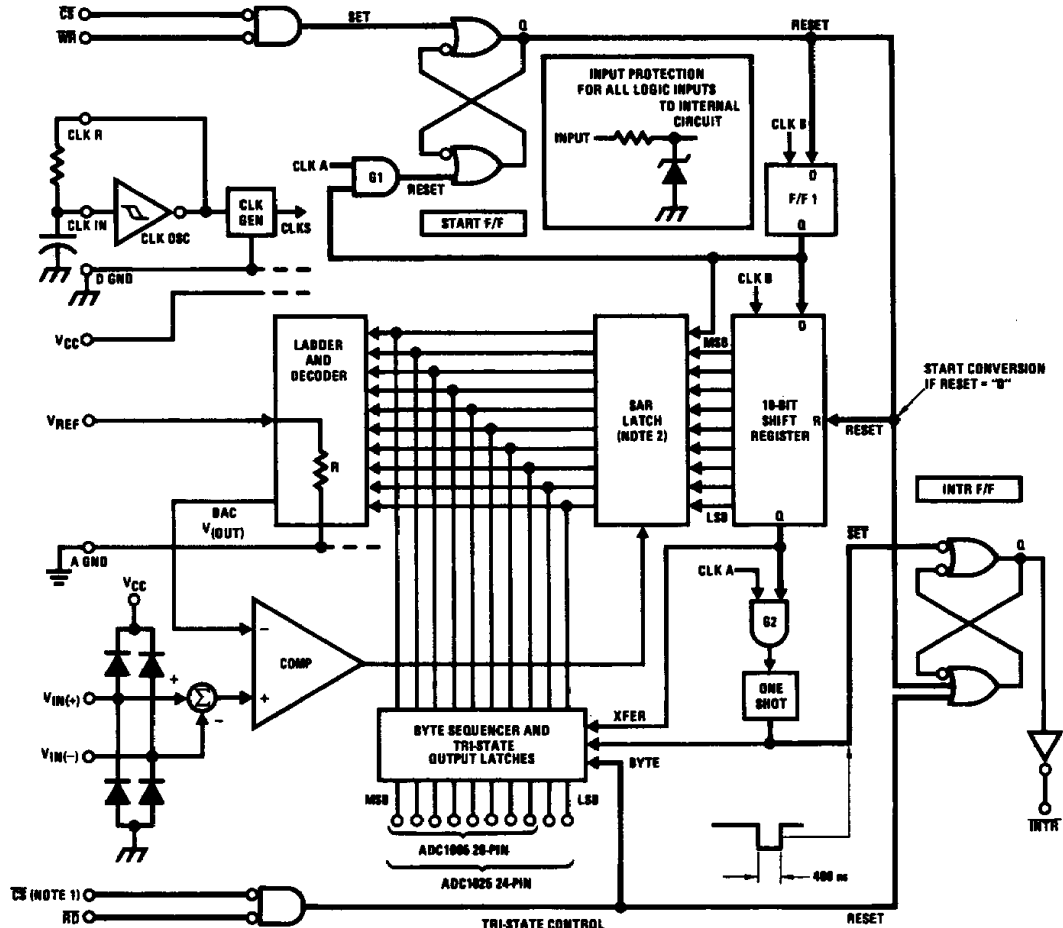 CS
WR
SET
Q
RESET
INPUT PROTECTION
FOR ALL LOGIC INPUTS
TO INTERNAL
CIRCUIT
INPUT
CLK R
CLK A
G1
RESET
CLK B
D
F/F 1
Q
CLK IN
CLK OSC
CLK
GEN
CLKS
START F/F
D GND
CLK B
D
VCC
LADDER
AND
DECODER
MSB
SAR
LATCH
(NOTE 2)
10-BIT
SHIFT
REGISTER
R
RESET
START CONVERSION
IF RESET = "0"
VREF
R
LSB
Q
INTR F/F
DAC
V(OUT)
SET
Q
A GND
CLK A
VCC
G2
COMP
ONE
SHOT
VIN(+)
+
Σ
-
-
+
XFER
BYTE SEQUENCER AND
TRI-STATE
OUTPUT LATCHES
VIN(-)
BYTE
MSB
LSB
ADC1005 20-PIN
ADC1025 24-PIN
INTR
400 ns
CS (NOTE 1)
RD
TRI-STATE CONTROL
RESET